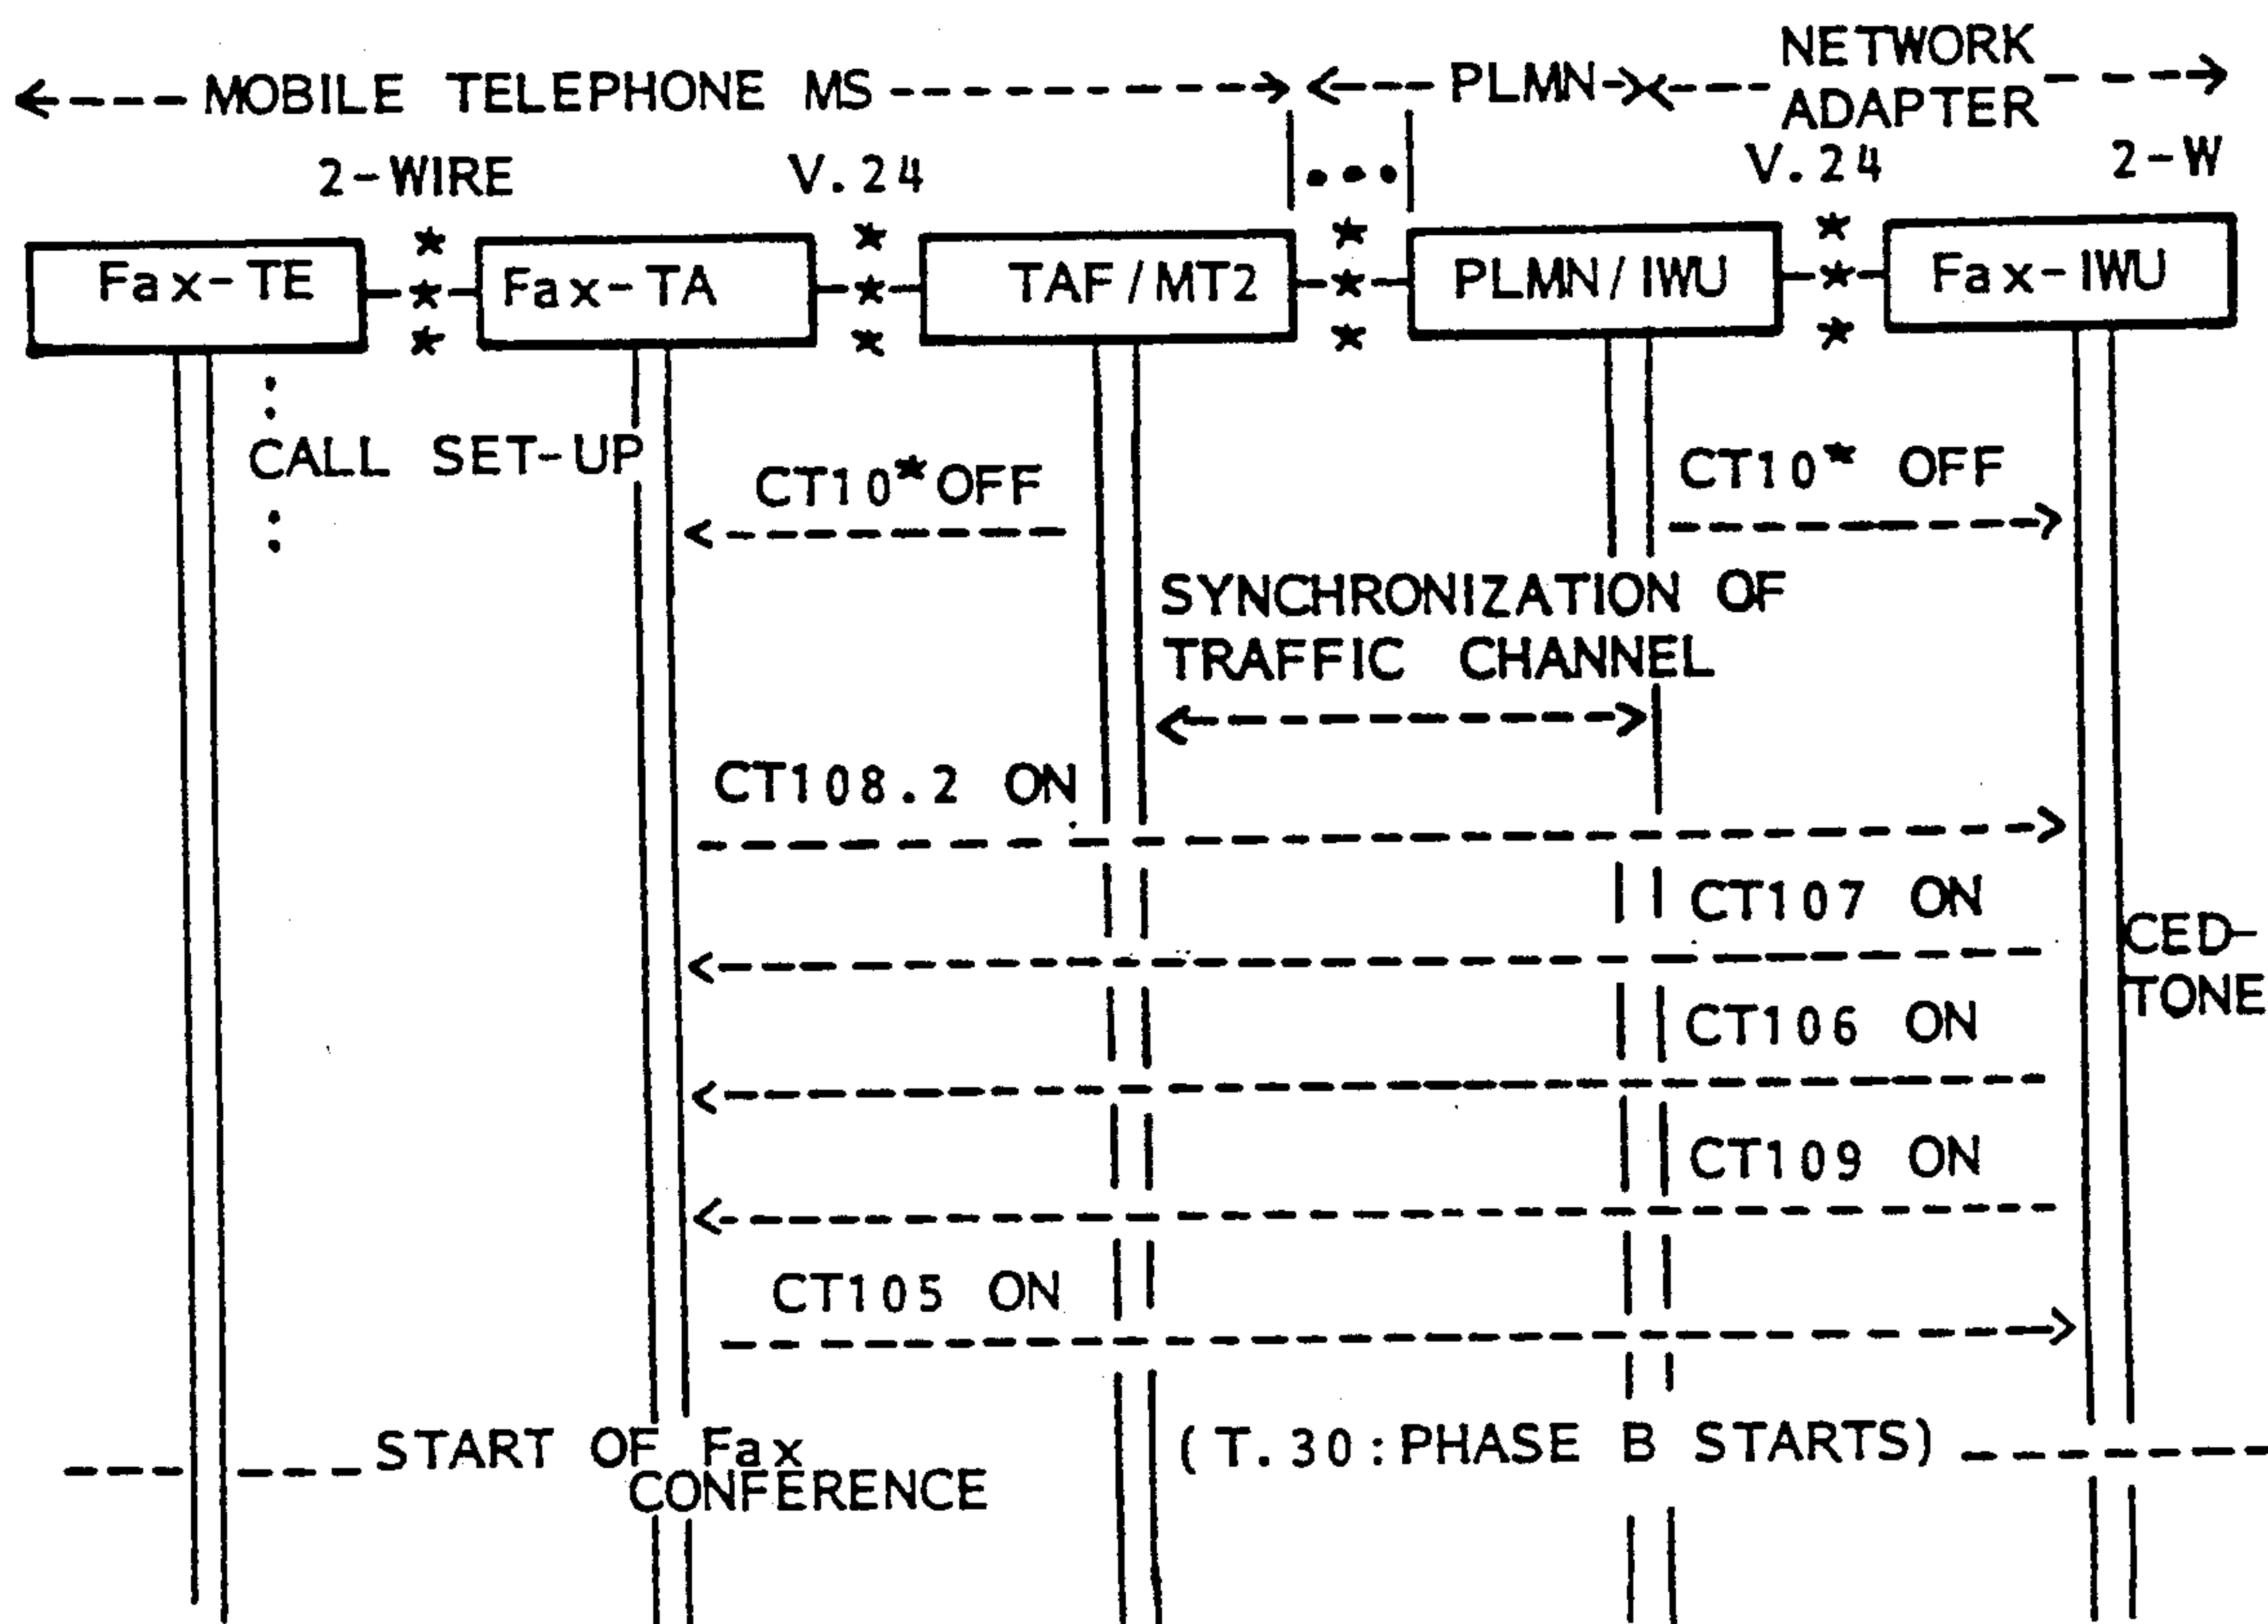 <---- MOBILE TELEPHONE MS ----------> <--- PLMN -><--- NETWORK ADAPTER --->
2-WIRE V.24 ... V.24 2-W
Fax-TE Fax-TA TAF/MT2 PLMN/IWU Fax-IWU
CALL SET-UP
CT10*OFF CT10* OFF
SYNCHRONIZATION OF
TRAFFIC CHANNEL
CT108.2 ON
CT107 ON
CED-
TONE
CT106 ON
CT109 ON
CT105 ON
START OF Fax (T.30:PHASE B STARTS)
CONFERENCE